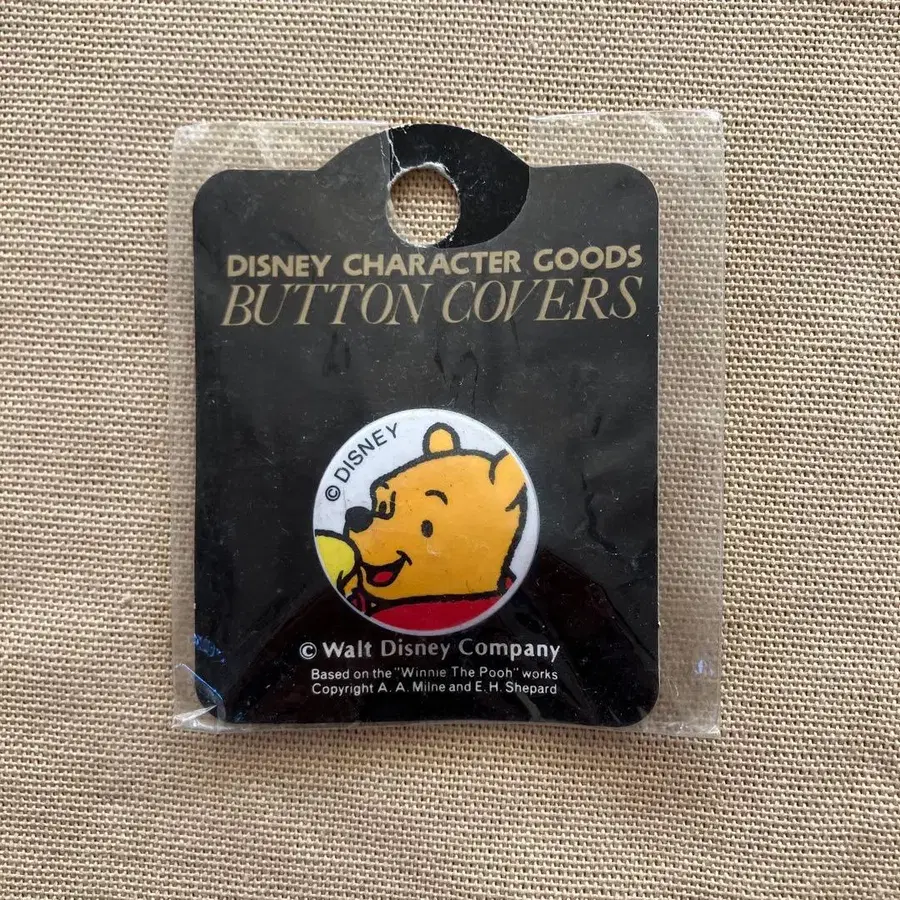 DISNEY CHARACTER GOODS
BUTTON COVERS
© DISNEY
© Walt Disney Company
Based on the "Winnie The Pooh" works
Copyright A. A. Milne and E. H. Shepard